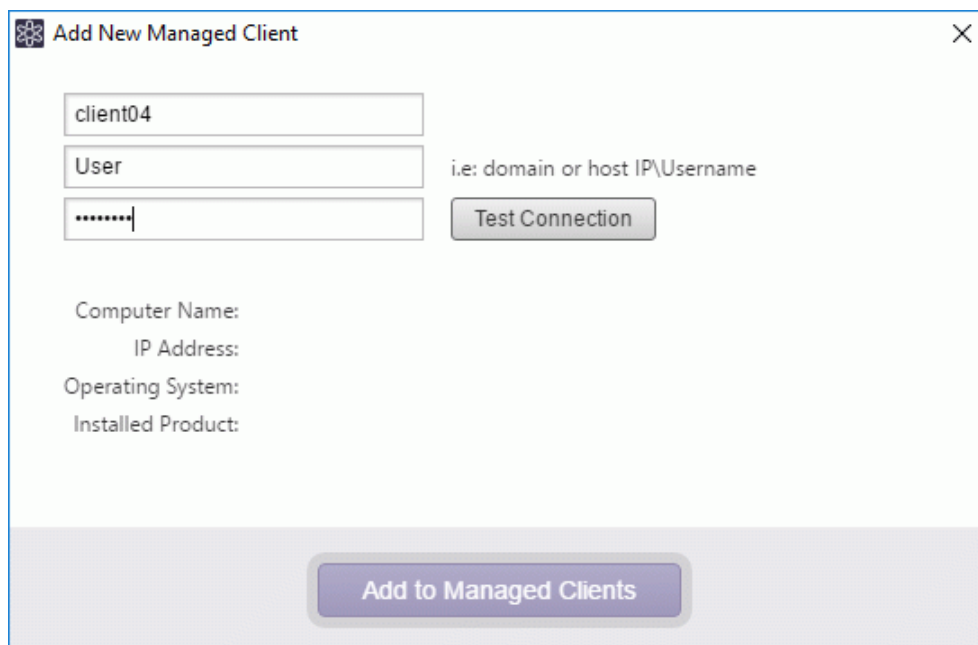 Add New Managed Client
client04
User
i.e: domain or host IP\Username
••••••••
Test Connection
Computer Name:
IP Address:
Operating System:
Installed Product:
Add to Managed Clients